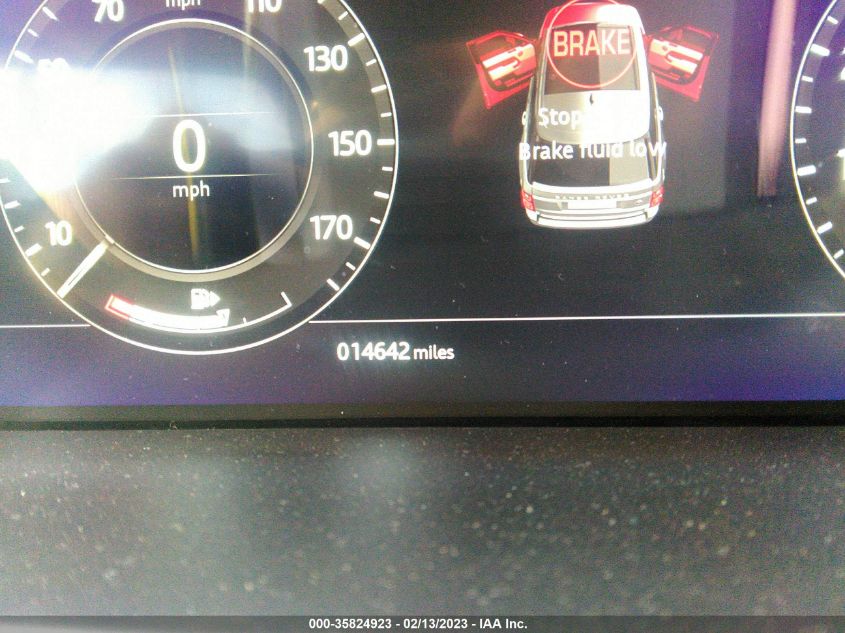 mph
70
110
130
150
170
10
0
mph
BRAKE
Stop
Brake fluid low
014642 miles
000-35824923 - 02/13/2023 - IAA Inc.